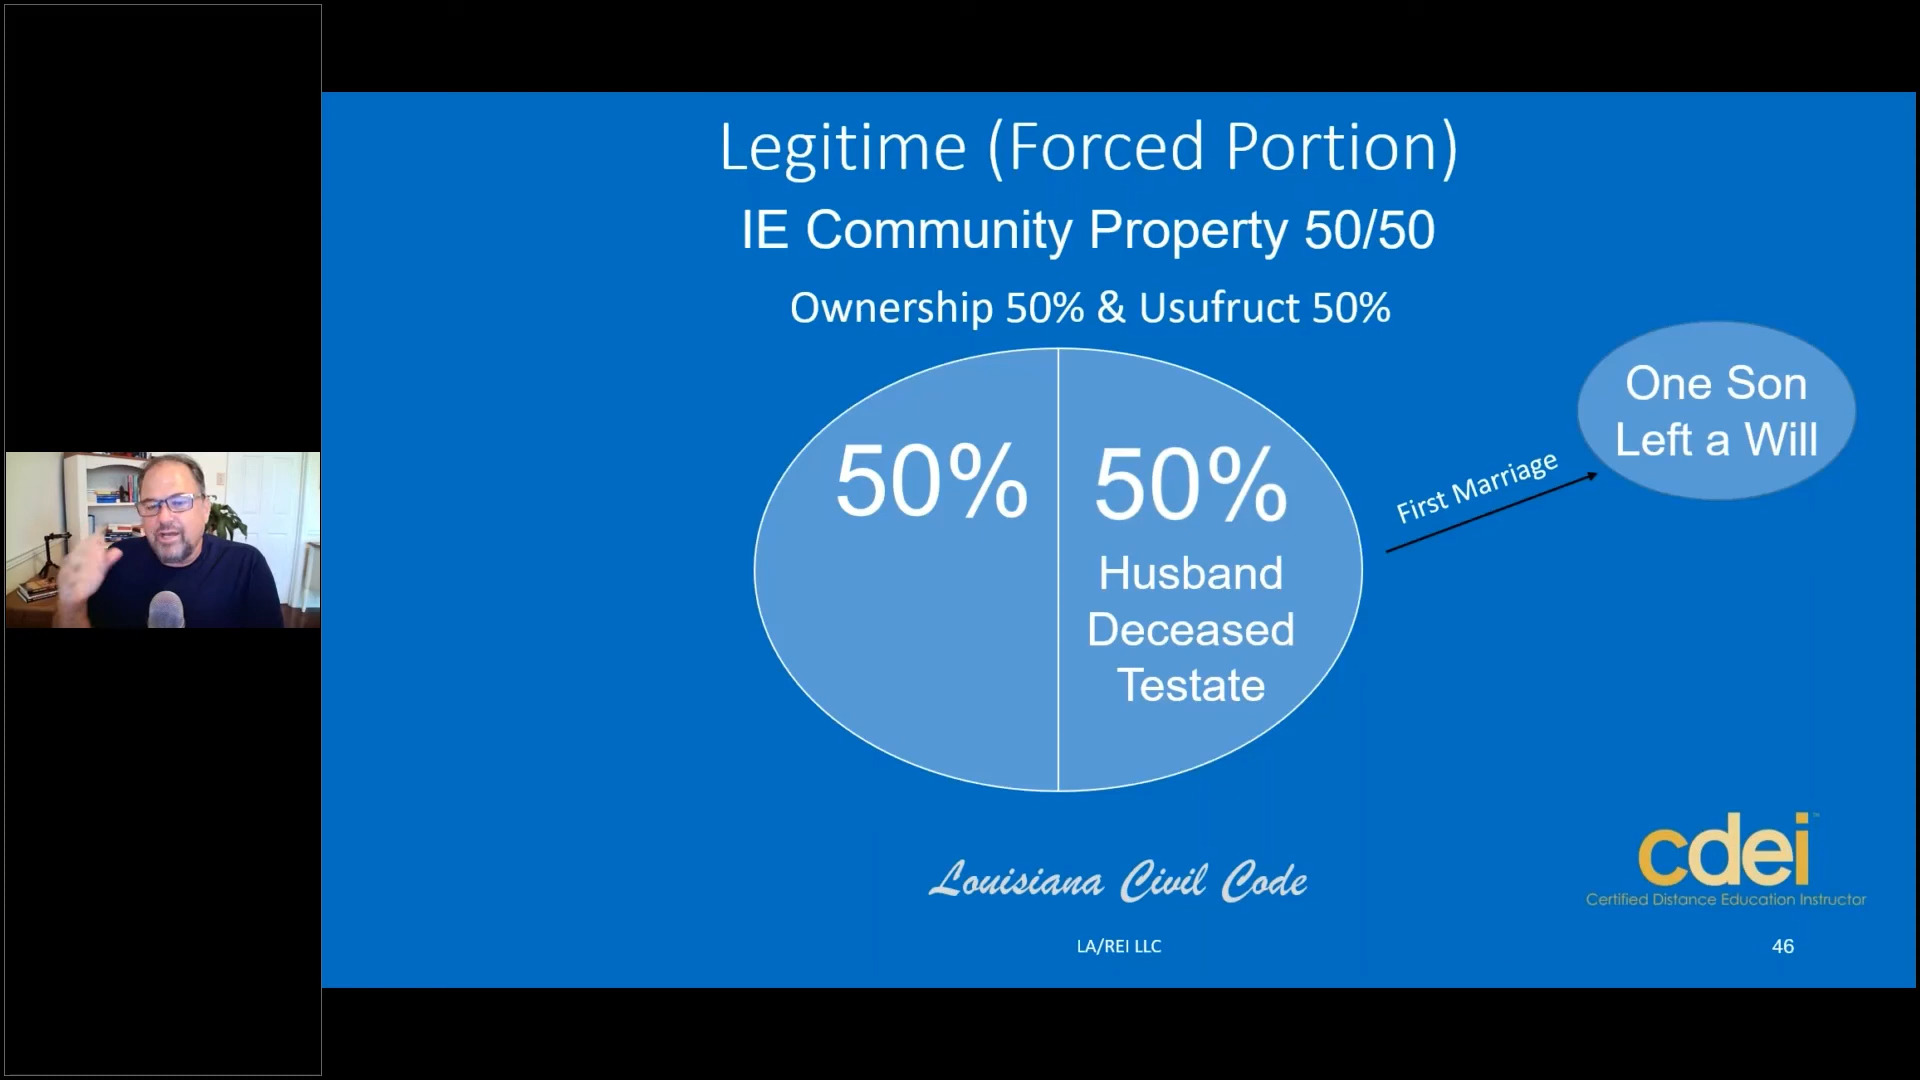 Legitime (Forced Portion)
IE Community Property 50/50
Ownership 50% & Usufruct 50%
50%
50%
Husband
Deceased
Testate
First Marriage
One Son
Left a Will
Louisiana Civil Code
cdei
Certified Distance Education Instructor
LA/REI LLC
46